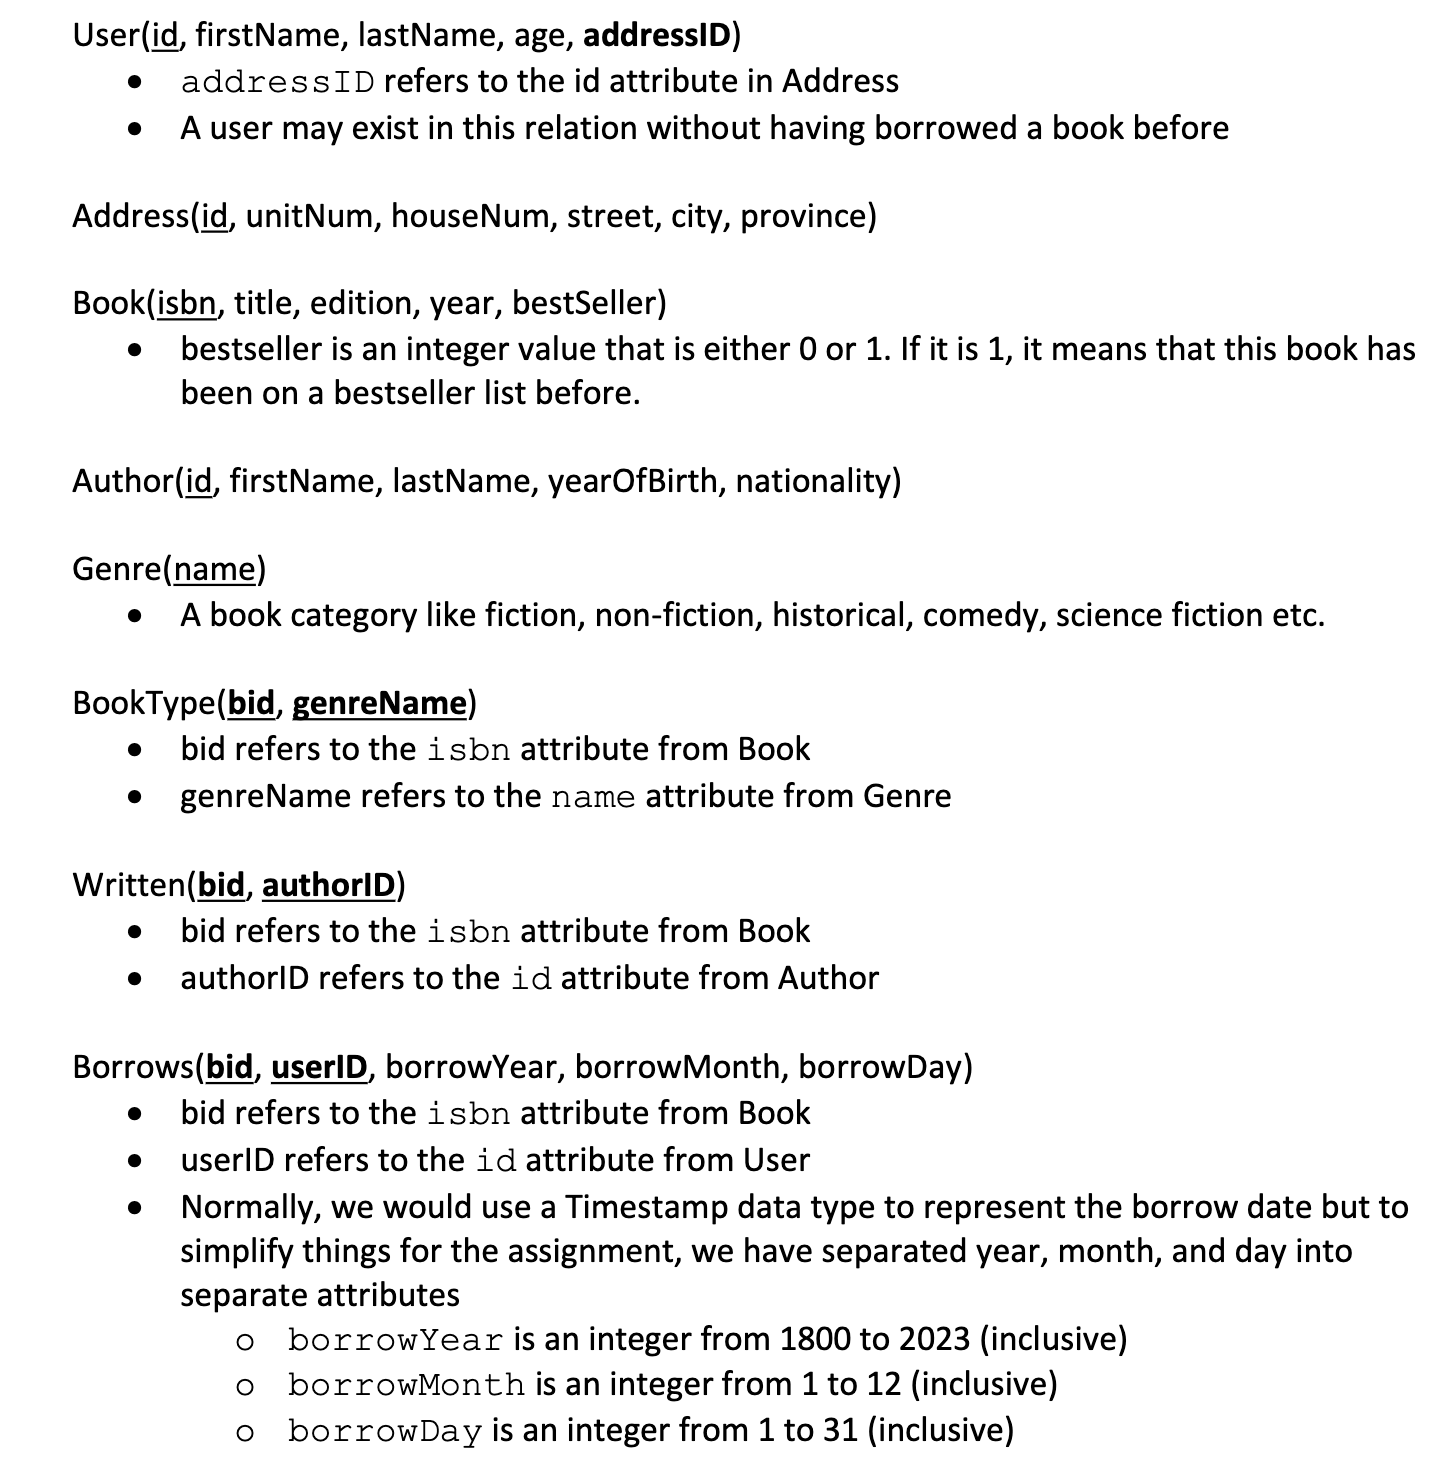 User(id, firstName, lastName, age, addressID)
• addressID refers to the id attribute in Address
• A user may exist in this relation without having borrowed a book before
Address(id, unitNum, houseNum, street, city, province)
Book(isbn, title, edition, year, bestSeller)
• bestseller is an integer value that is either 0 or 1. If it is 1, it means that this book has
been on a bestseller list before.
Author(id, firstName, lastName, yearOfBirth, nationality)
Genre(name)
• A book category like fiction, non-fiction, historical, comedy, science fiction etc.
BookType(bid, genreName)
• bid refers to the isbn attribute from Book
• genreName refers to the name attribute from Genre
Written(bid, authorID)
• bid refers to the isbn attribute from Book
• authorID refers to the id attribute from Author
Borrows(bid, userID, borrowYear, borrowMonth, borrowDay)
• bid refers to the isbn attribute from Book
• userID refers to the id attribute from User
• Normally, we would use a Timestamp data type to represent the borrow date but to
simplify things for the assignment, we have separated year, month, and day into
separate attributes
o borrowYear is an integer from 1800 to 2023 (inclusive)
o borrowMonth is an integer from 1 to 12 (inclusive)
o borrowDay is an integer from 1 to 31 (inclusive)